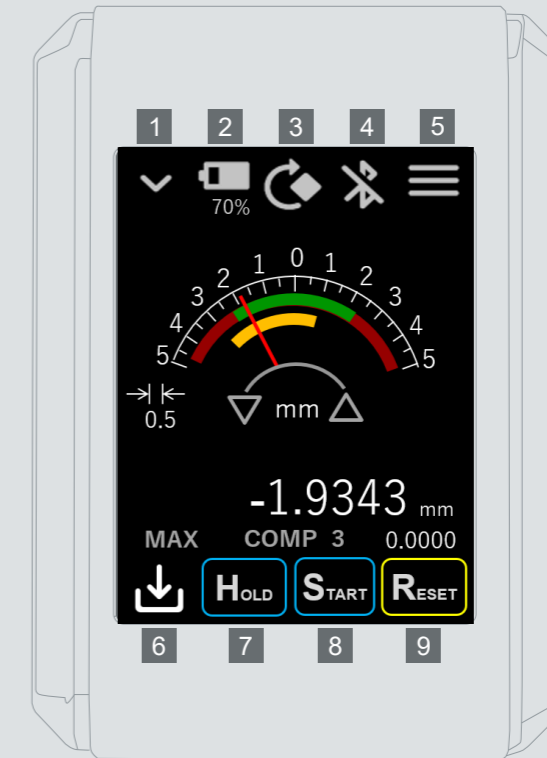 1 2 3 4 5
70%
5 4 3 2 1 0 1 2 3 4 5
0.5
mm
-1.9343 mm
MAX COMP 3 0.0000
HOLD START RESET
6 7 8 9